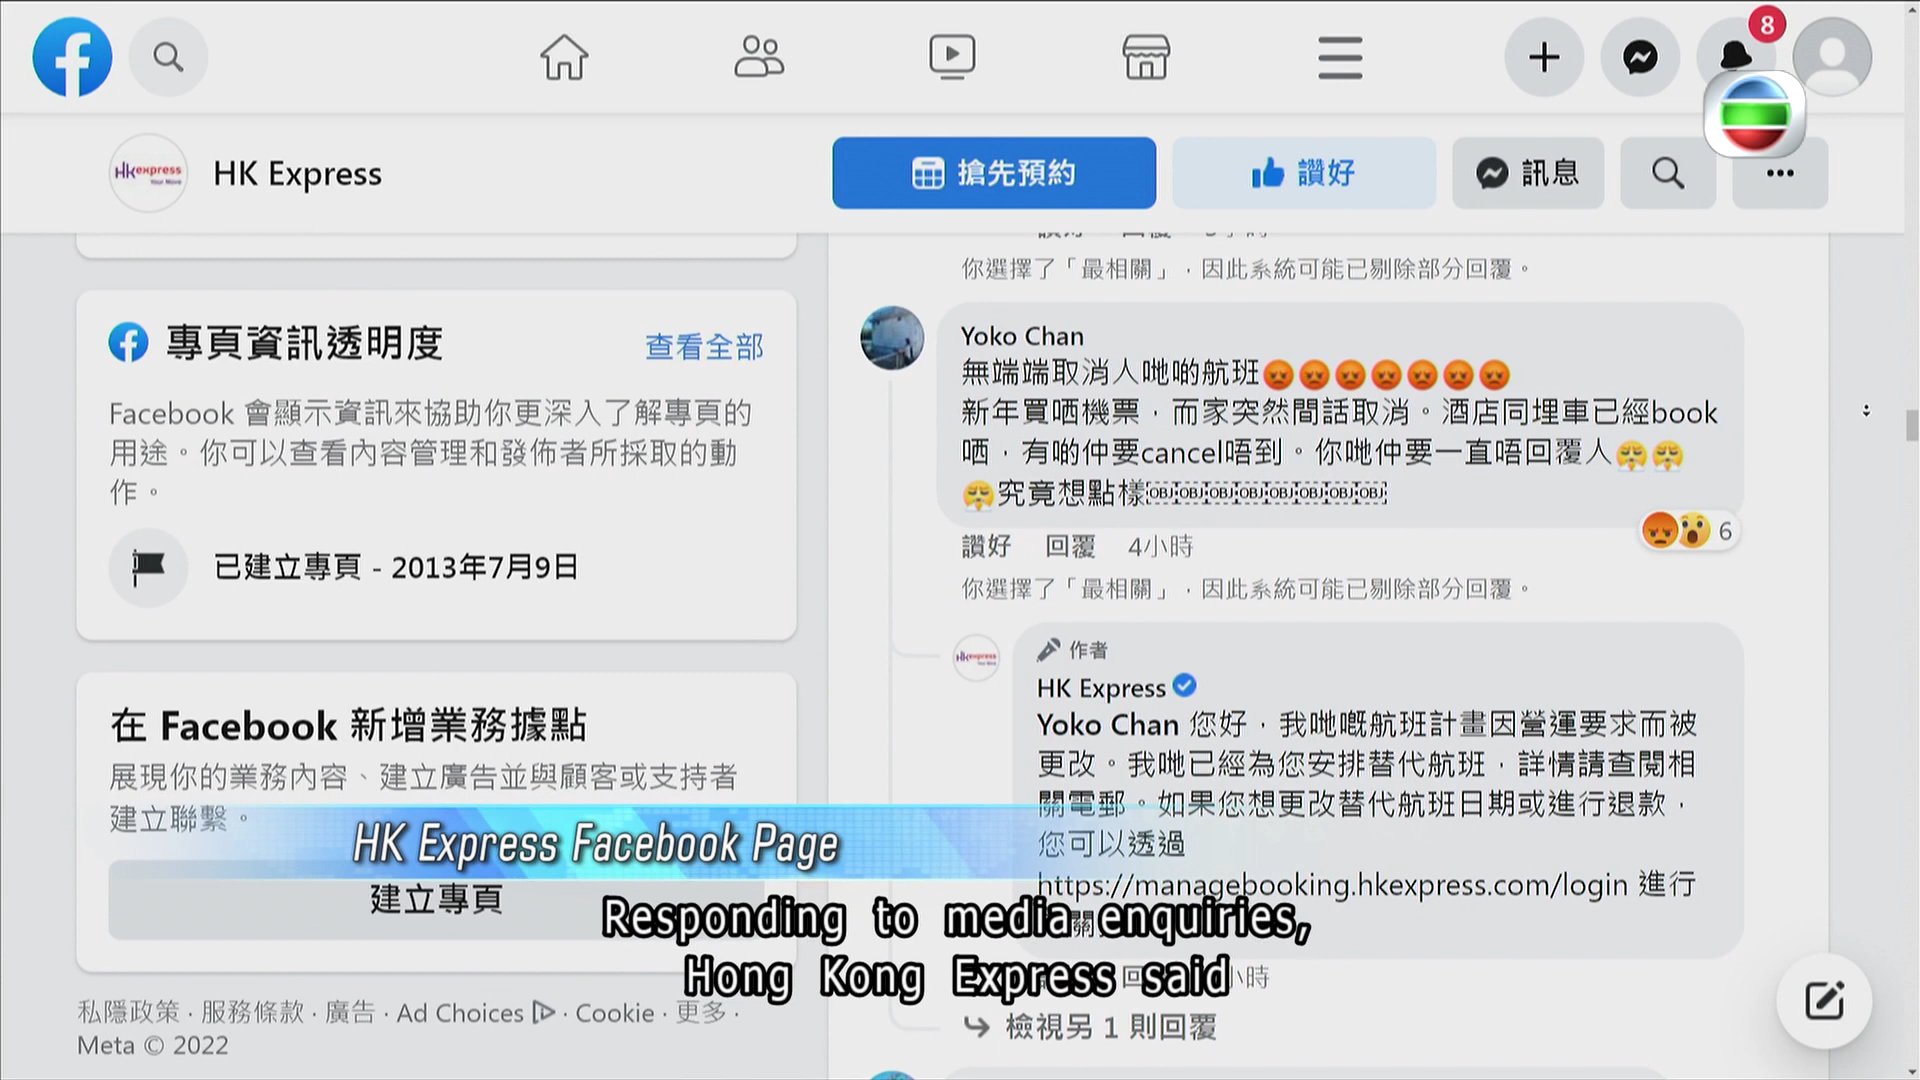 8
hkexpress
Your Move
HK Express
搶先預約
讚好
訊息
專頁資訊透明度
查看全部
Facebook 會顯示資訊來協助你更深入了解專頁的
用途。你可以查看內容管理和發佈者所採取的動
作。
已建立專頁 - 2013年7月9日
在 Facebook 新增業務據點
展現你的業務內容、建立廣告並與顧客或支持者
建立聯繫。
建立專頁
私隱政策 · 服務條款 · 廣告 · Ad Choices · Cookie · 更多 ·
Meta © 2022
你選擇了「最相關」，因此系統可能已剔除部分回覆。
Yoko Chan
無端端取消人哋啲航班😡😡😡😡😡😡😡
新年買哂機票，而家突然間話取消。酒店同埋車已經book
哂，有啲仲要cancel唔到。你哋仲要一直唔回覆人😤😤
😤究竟想點樣
讚好 回覆 4小時
6
你選擇了「最相關」，因此系統可能已剔除部分回覆。
hkexpress
作者
HK Express
Yoko Chan 您好，我哋嘅航班計畫因營運要求而被
更改。我哋已經為您安排替代航班，詳情請查閱相
關電郵。如果您想更改替代航班日期或進行退款，
您可以透過
https://managebooking.hkexpress.com/login 進行
檢視另 1 則回覆
HK Express Facebook Page
Responding to media enquiries,
Hong Kong Express said